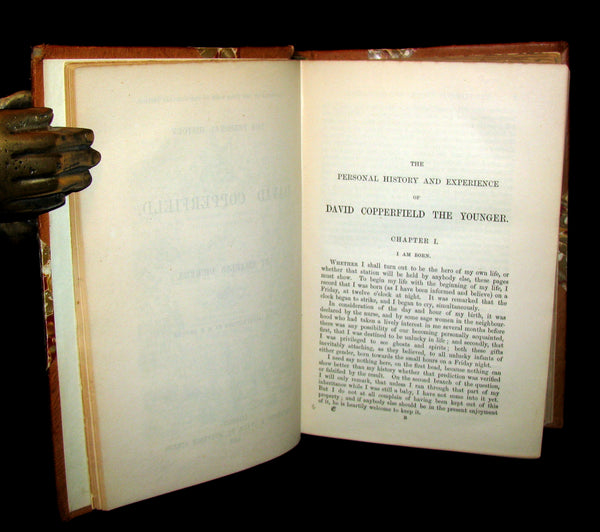 THE
PERSONAL HISTORY AND EXPERIENCE
OF
DAVID COPPERFIELD THE YOUNGER.
CHAPTER I.
I AM BORN.
WHETHER I shall turn out to be the hero of my own life, or
whether that station will be held by anybody else, these pages
must show. To begin my life with the beginning of my life, I
record that I was born (as I have been informed and believe) on a
Friday, at twelve o'clock at night. It was remarked that the
clock began to strike, and I began to cry, simultaneously.
In consideration of the day and hour of my birth, it was
declared by the nurse, and by some sage women in the neighbour-
hood who had taken a lively interest in me several months before
there was any possibility of our becoming personally acquainted,
first, that I was destined to be unlucky in life; and secondly, that
I was privileged to see ghosts and spirits; both these gifts
inevitably attaching, as they believed, to all unlucky infants of
either gender, born towards the small hours on a Friday night.
I need say nothing here, on the first head, because nothing can
show better than my history whether that prediction was verified
or falsified by the result. On the second branch of the question,
I will only remark, that unless I ran through that part of my
inheritance while I was still a baby, I have not come into it yet.
But I do not at all complain of having been kept out of this
property; and if anybody else should be in the present enjoyment
of it, he is heartily welcome to keep it.
B